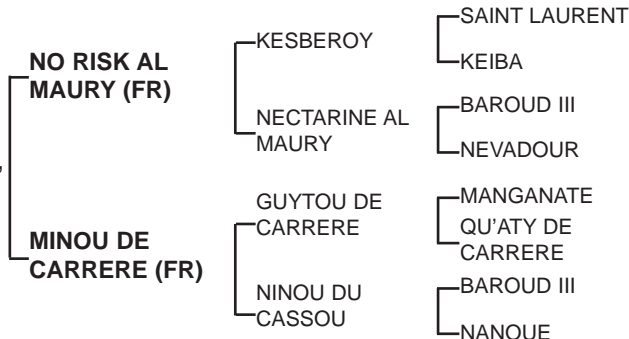 SAINT LAURENT
KESBEROY
NO RISK AL
MAURY (FR)
KEIBA
BAROUD III
NECTARINE AL
MAURY
NEVADOUR
,
MANGANATE
GUYTOU DE
CARRERE
QU'ATY DE
CARRERE
MINOU DE
CARRERE (FR)
BAROUD III
NINOU DU
CASSOU
NANOUE